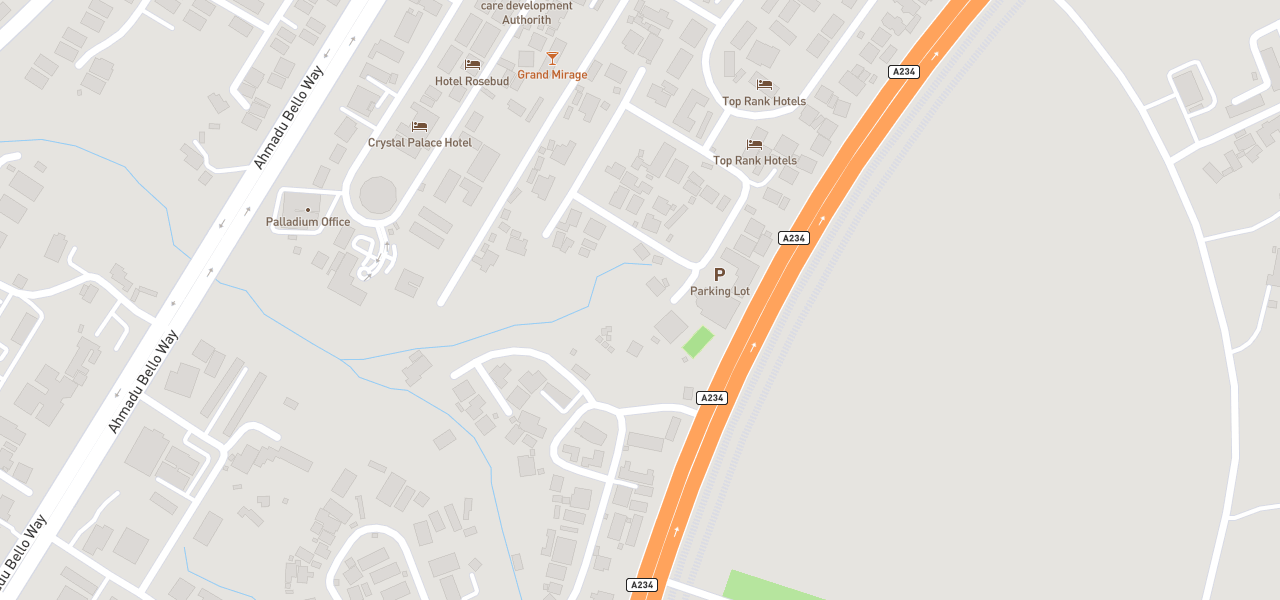 care development
Authorith
Grand Mirage
Hotel Rosebud
A234
Top Rank Hotels
Ahmadu Bello Way
Crystal Palace Hotel
Top Rank Hotels
Palladium Office
A234
P
Parking Lot
Ahmadu Bello Way
A234
du Bello Way
A234